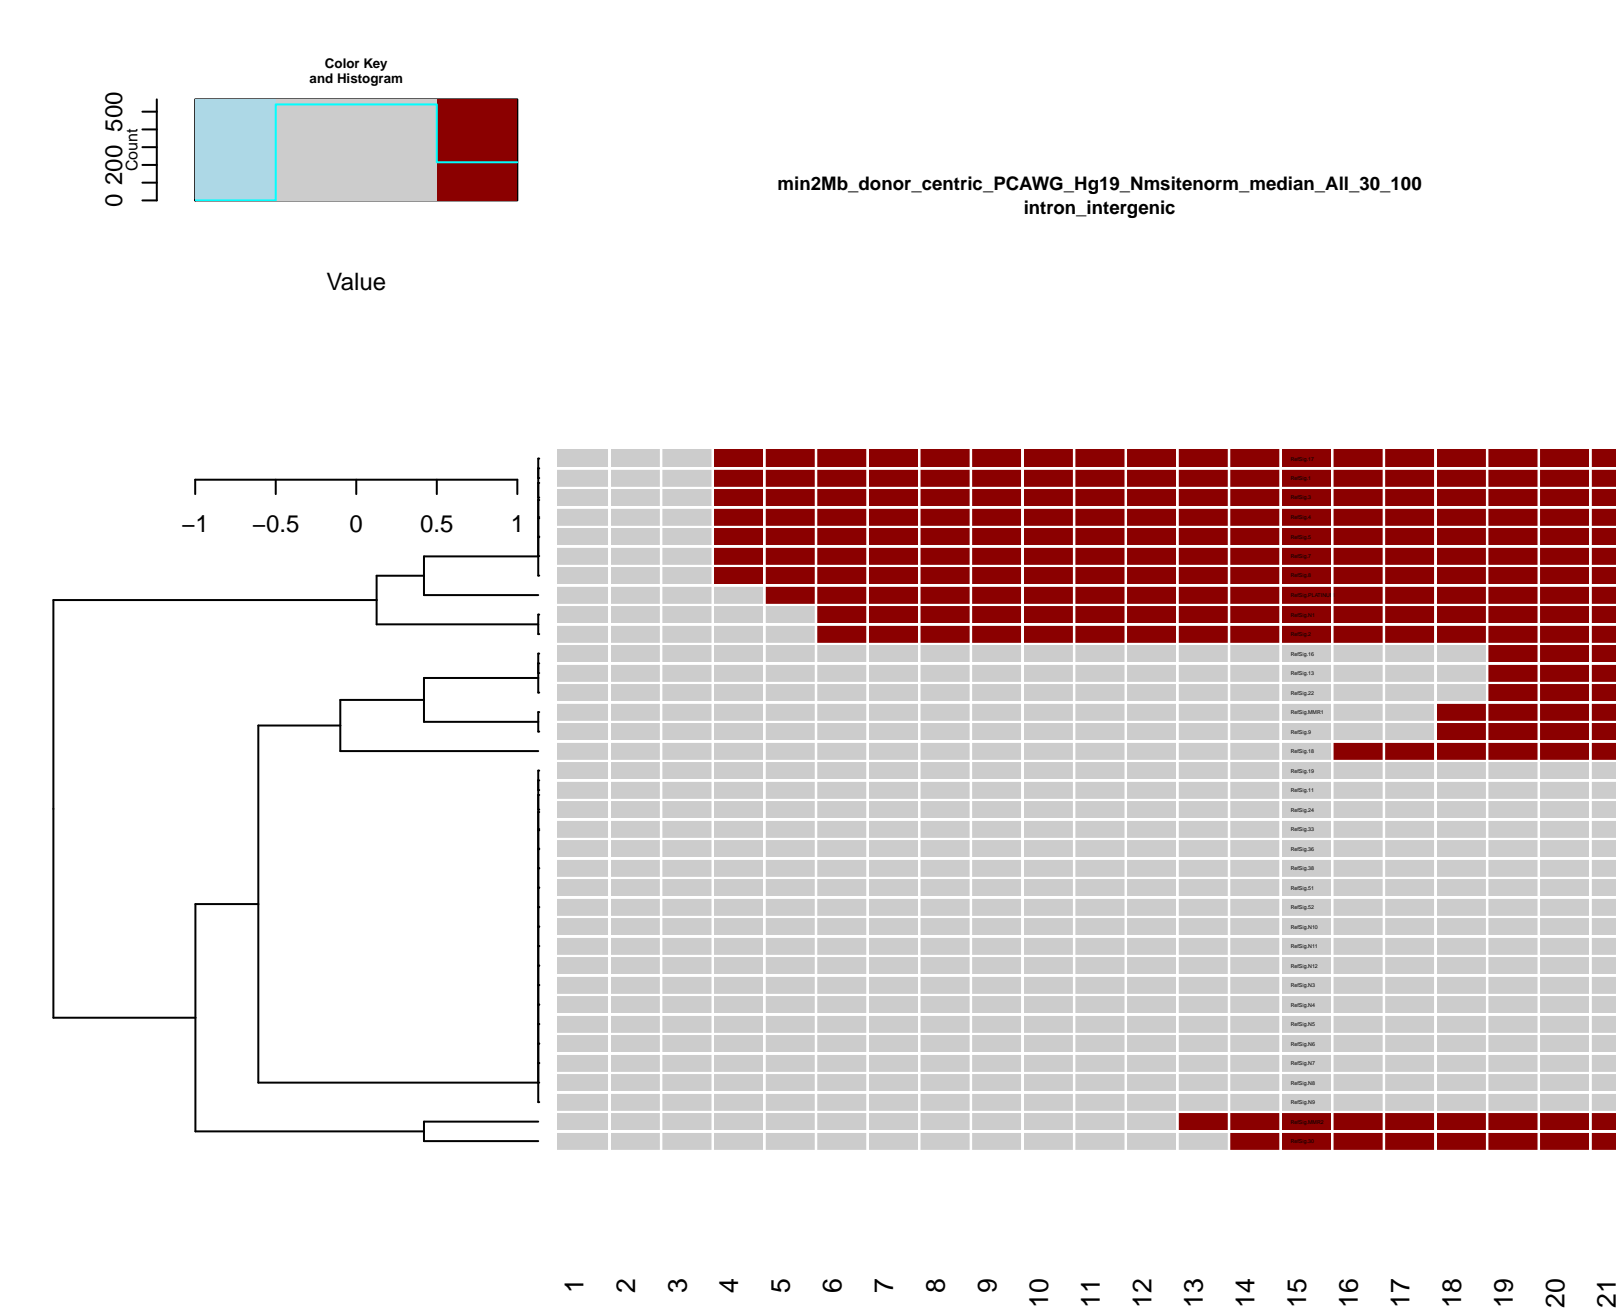 Color Key
and Histogram
Count
0 200 500
Value
min2Mb_donor_centric_PCAWG_Hg19_Nmsitenorm_median_All_30_100
intron_intergenic
−1 −0.5 0 0.5 1
RefSig.16
RefSig.13
RefSig.22
RefSig.MMR1
RefSig.9
RefSig.18
RefSig.19
RefSig.11
RefSig.24
RefSig.33
RefSig.36
RefSig.38
RefSig.51
RefSig.52
RefSig.N10
RefSig.N11
RefSig.N12
RefSig.N3
RefSig.N4
RefSig.N5
RefSig.N6
RefSig.N7
RefSig.N8
RefSig.N9
1 2 3 4 5 6 7 8 9 10 11 12 13 14 15 16 17 18 19 20 21